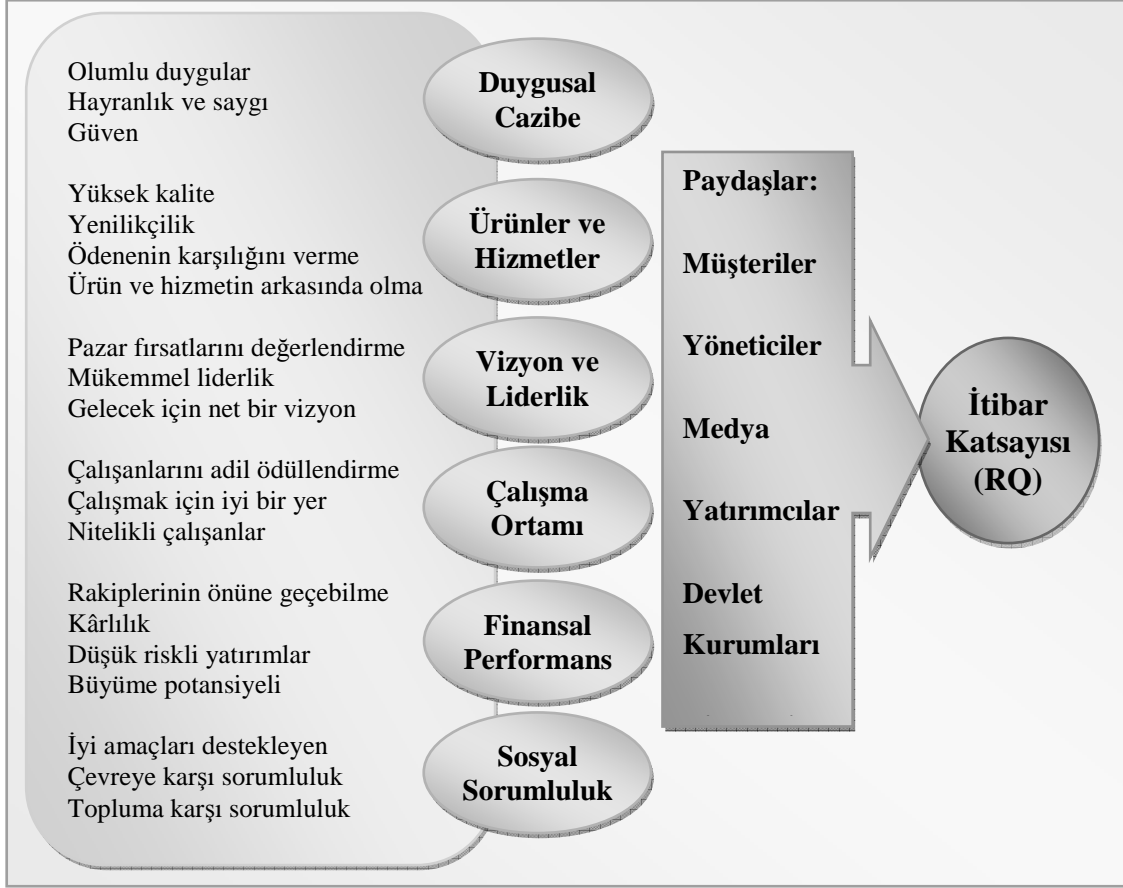 Olumlu duygular
Hayranlık ve saygı
Güven
Duygusal
Cazibe
Yüksek kalite
Yenilikçilik
Ödenenin karşılığını verme
Ürün ve hizmetin arkasında olma
Ürünler ve
Hizmetler
Pazar fırsatlarını değerlendirme
Mükemmel liderlik
Gelecek için net bir vizyon
Vizyon ve
Liderlik
Çalışanlarını adil ödüllendirme
Çalışmak için iyi bir yer
Nitelikli çalışanlar
Çalışma
Ortamı
Rakiplerinin önüne geçebilme
Kârlılık
Düşük riskli yatırımlar
Büyüme potansiyeli
Finansal
Performans
İyi amaçları destekleyen
Çevreye karşı sorumluluk
Topluma karşı sorumluluk
Sosyal
Sorumluluk
Paydaşlar:
Müşteriler
Yöneticiler
Medya
Yatırımcılar
Devlet
Kurumları
İtibar
Katsayısı
(RQ)